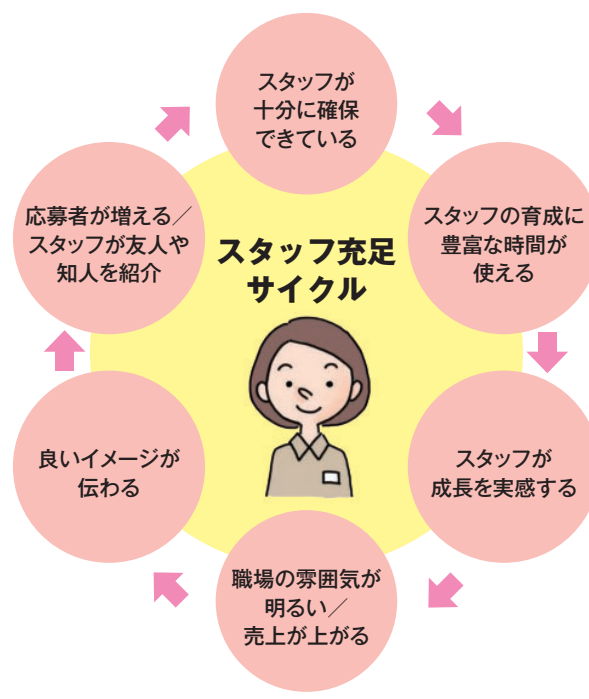 スタッフ充足
サイクル
スタッフが
十分に確保
できている
スタッフの育成に
豊富な時間が
使える
スタッフが
成長を実感する
職場の雰囲気が
明るい／
売上が上がる
良いイメージが
伝わる
応募者が増える／
スタッフが友人や
知人を紹介